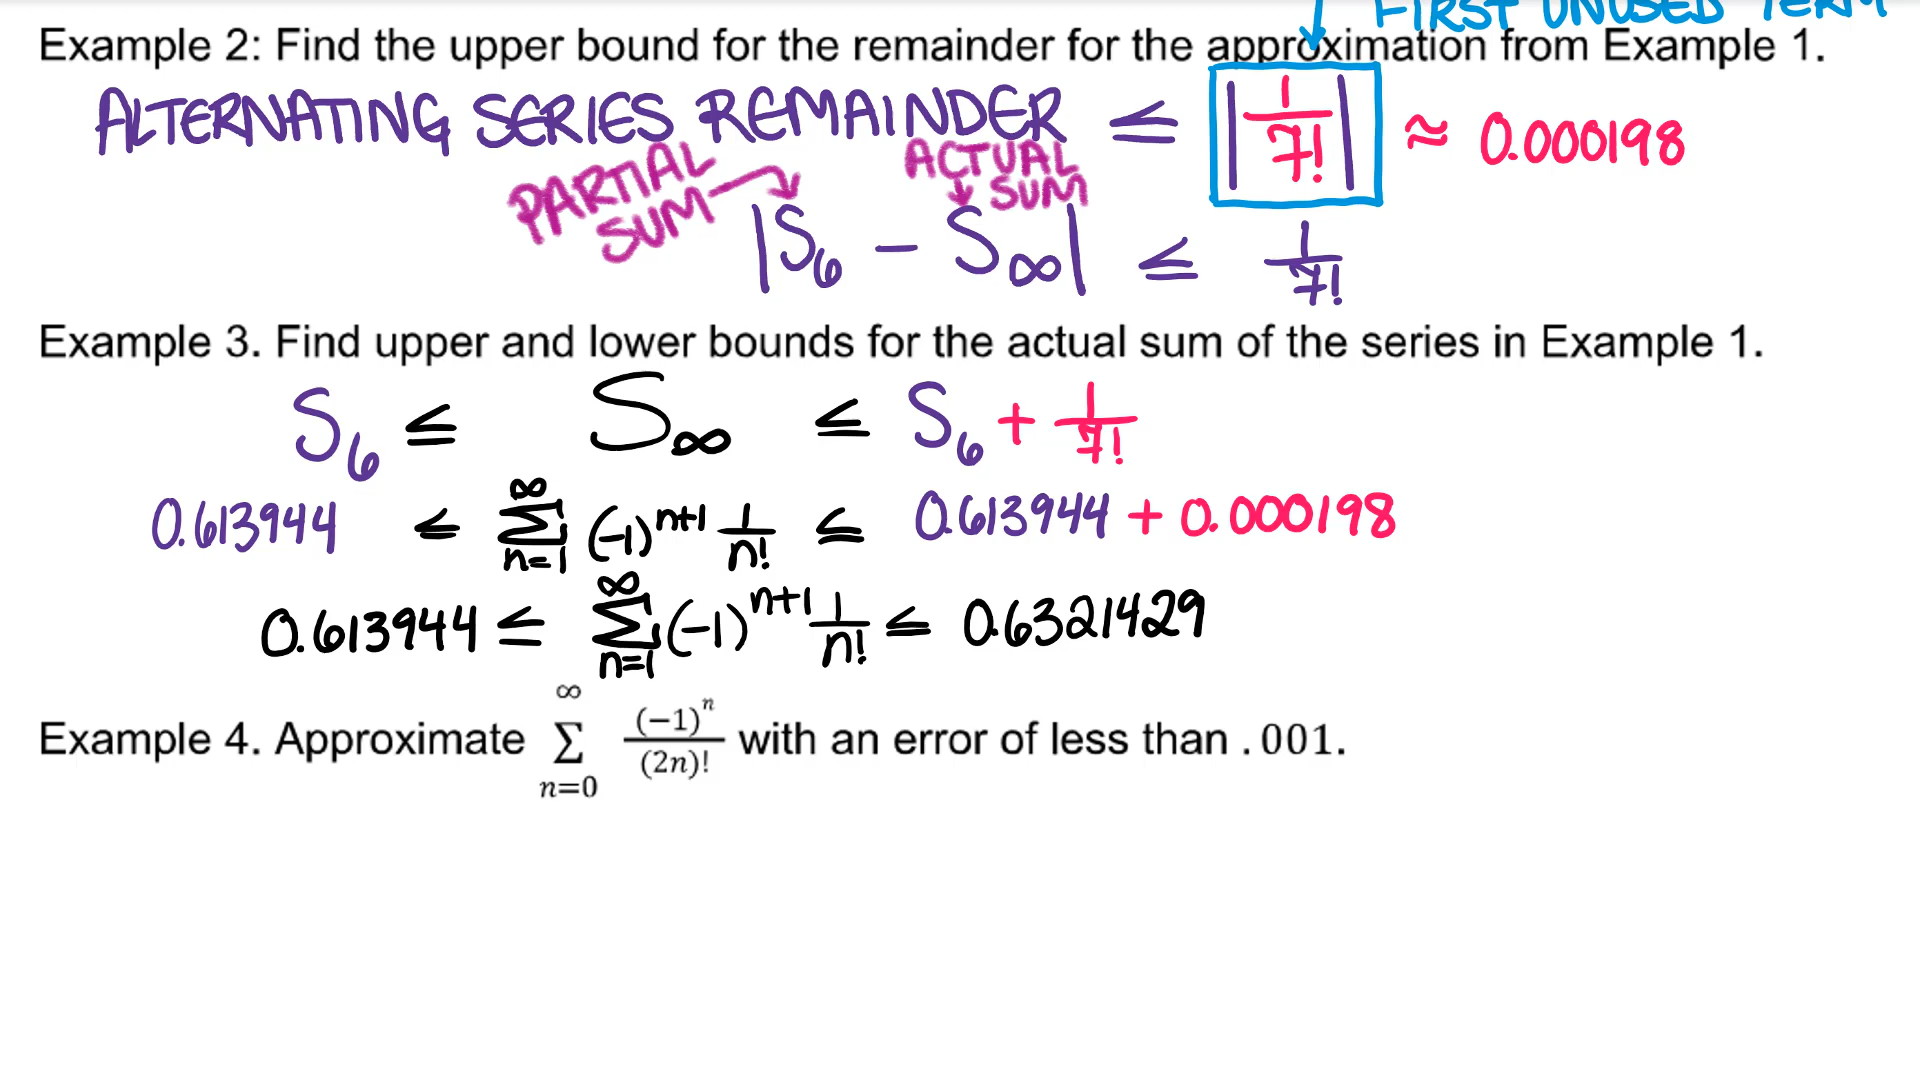 FIRST UNUSED TERM
Example 2: Find the upper bound for the remainder for the approximation from Example 1.
ALTERNATING SERIES REMAINDER ≤ |1/7!| ≈ 0.000198
PARTIAL SUM ACTUAL SUM
|S₆ − S∞| ≤ 1/7!
Example 3. Find upper and lower bounds for the actual sum of the series in Example 1.
S₆ ≤ S∞ ≤ S₆ + 1/7!
0.613944 ≤ ∑_{n=1}^{∞} (-1)^{n+1} 1/n! ≤ 0.613944 + 0.000198
0.613944 ≤ ∑_{n=1}^{∞} (-1)^{n+1} 1/n! ≤ 0.6321429
Example 4. Approximate ∑_{n=0}^{∞} (−1)^n/(2n)! with an error of less than .001.